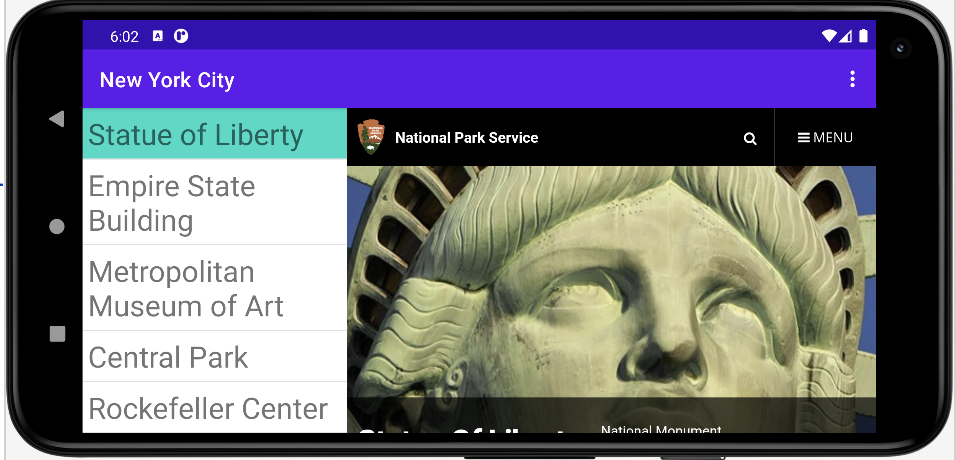 6:02
New York City
Statue of Liberty
Empire State
Building
Metropolitan
Museum of Art
Central Park
Rockefeller Center
National Park Service
MENU
National Monument